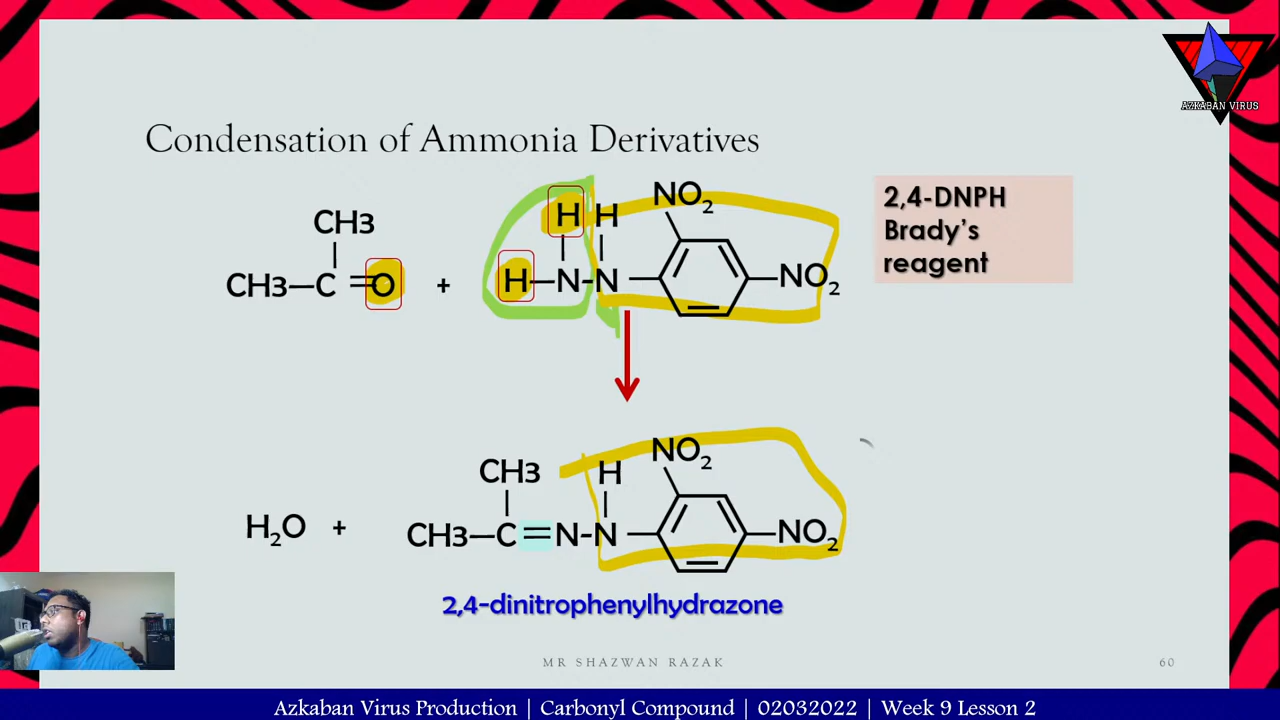 AZKABAN VIRUS
Condensation of Ammonia Derivatives
2,4-DNPH
Brady's
reagent
CH3
H H NO₂
CH3—C=O + H—N-N NO₂
CH3 H NO₂
H₂O + CH3—C=N-N NO₂
2,4-dinitrophenylhydrazone
MR SHAZWAN RAZAK 60
Azkaban Virus Production | Carbonyl Compound | 02032022 | Week 9 Lesson 2